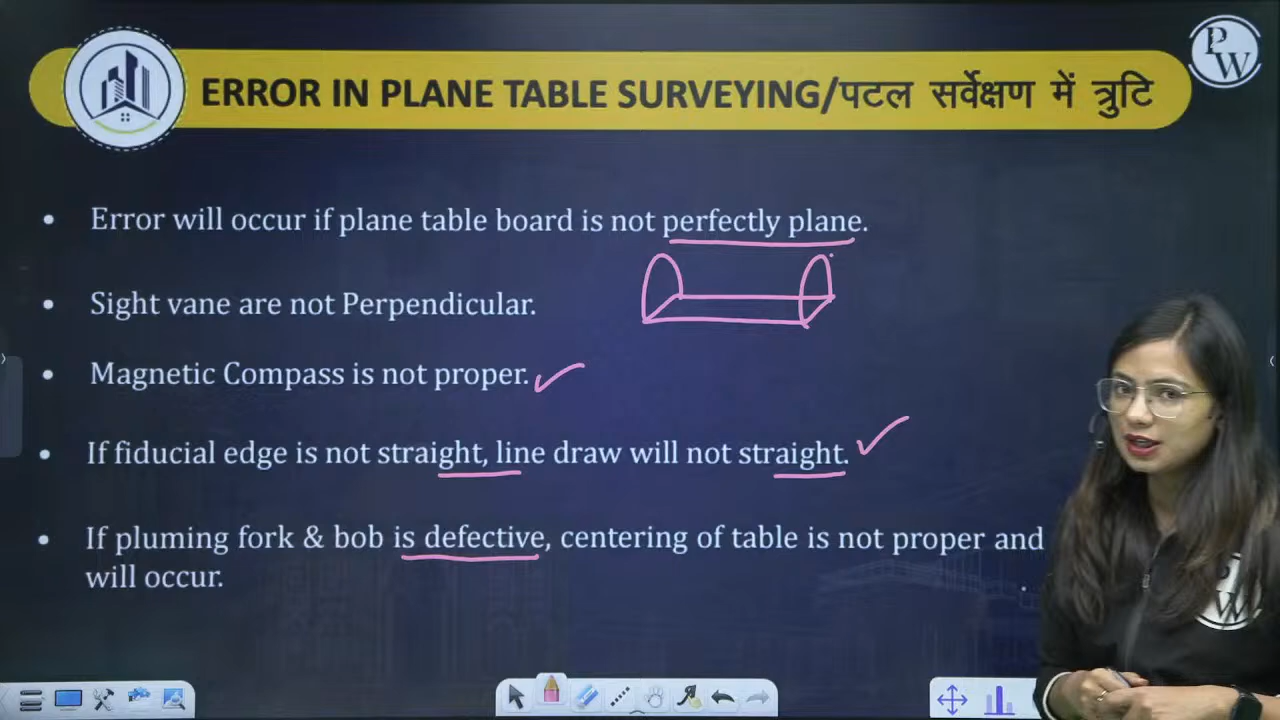 PW
ERROR IN PLANE TABLE SURVEYING/पटल सर्वेक्षण में त्रुटि
• Error will occur if plane table board is not perfectly plane.
• Sight vane are not Perpendicular.
• Magnetic Compass is not proper.
• If fiducial edge is not straight, line draw will not straight.
• If pluming fork & bob is defective, centering of table is not proper and
will occur.
PW